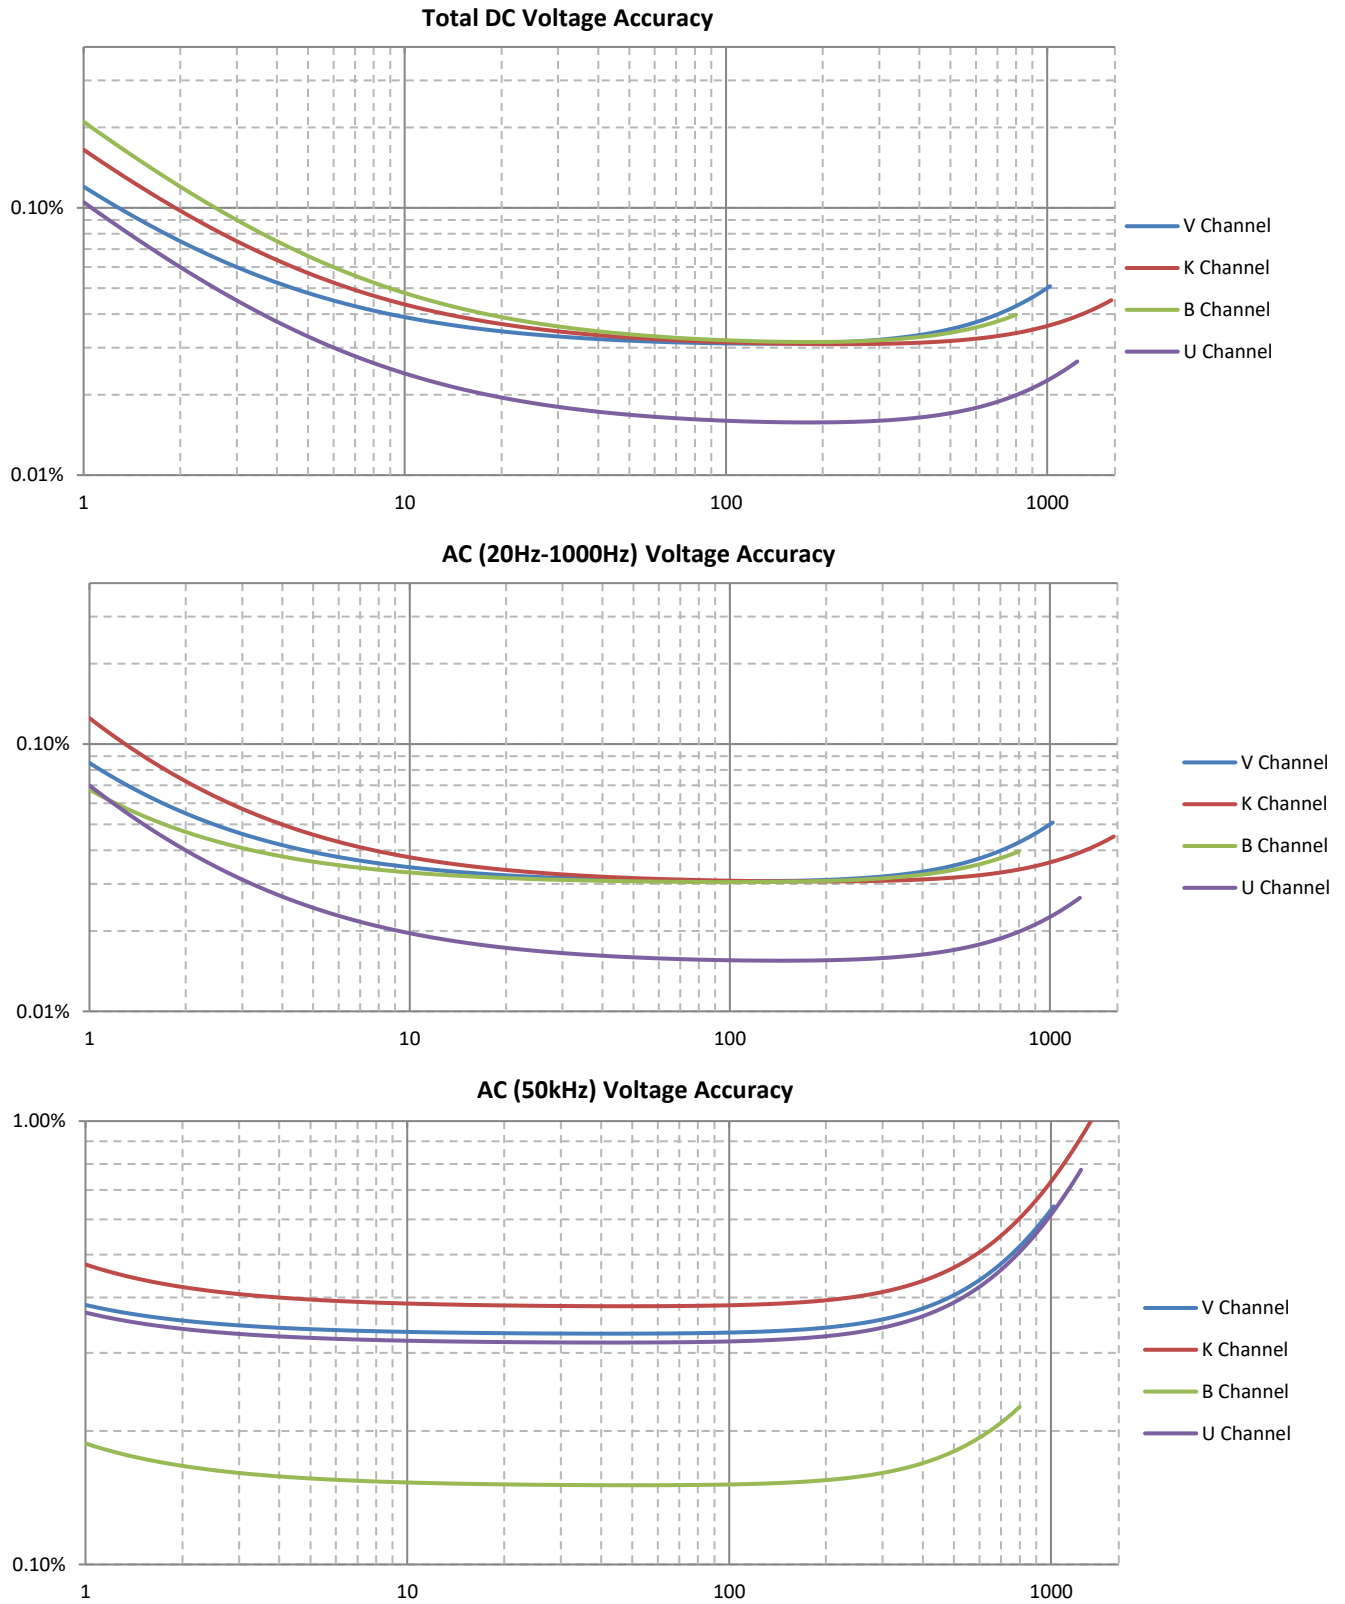 Total DC Voltage Accuracy
0.10%
0.01%
1 10 100 1000
V Channel
K Channel
B Channel
U Channel
AC (20Hz-1000Hz) Voltage Accuracy
0.10%
0.01%
1 10 100 1000
V Channel
K Channel
B Channel
U Channel
AC (50kHz) Voltage Accuracy
1.00%
0.10%
1 10 100 1000
V Channel
K Channel
B Channel
U Channel